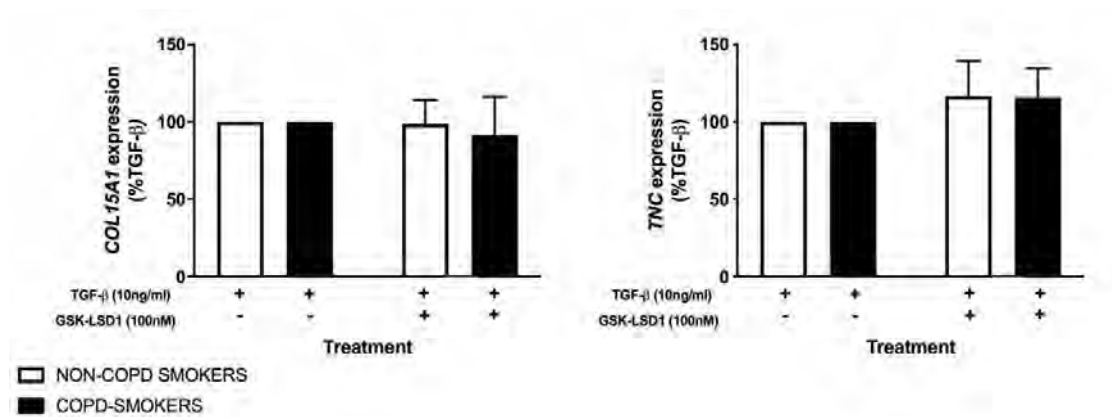 COL15A1 expression
(%TGF-β)
150
100
50
0
TGF-β (10ng/ml) + + + +
GSK-LSD1 (100nM) - - + +
Treatment
TNC expression
(%TGF-β)
150
100
50
0
TGF-β (10ng/ml) + + + +
GSK-LSD1 (100nM) - - + +
Treatment
NON-COPD SMOKERS
COPD-SMOKERS